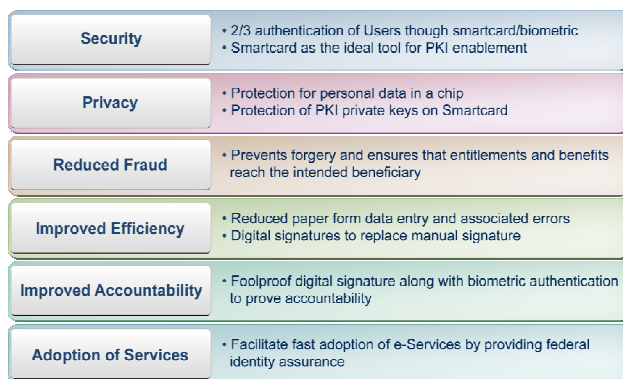 Security
• 2/3 authentication of Users though smartcard/biometric
• Smartcard as the ideal tool for PKI enablement
Privacy
• Protection for personal data in a chip
• Protection of PKI private keys on Smartcard
Reduced Fraud
• Prevents forgery and ensures that entitlements and benefits
reach the intended beneficiary
Improved Efficiency
• Reduced paper form data entry and associated errors
• Digital signatures to replace manual signature
Improved Accountability
• Foolproof digital signature along with biometric authentication
to prove accountability
Adoption of Services
• Facilitate fast adoption of e-Services by providing federal
identity assurance